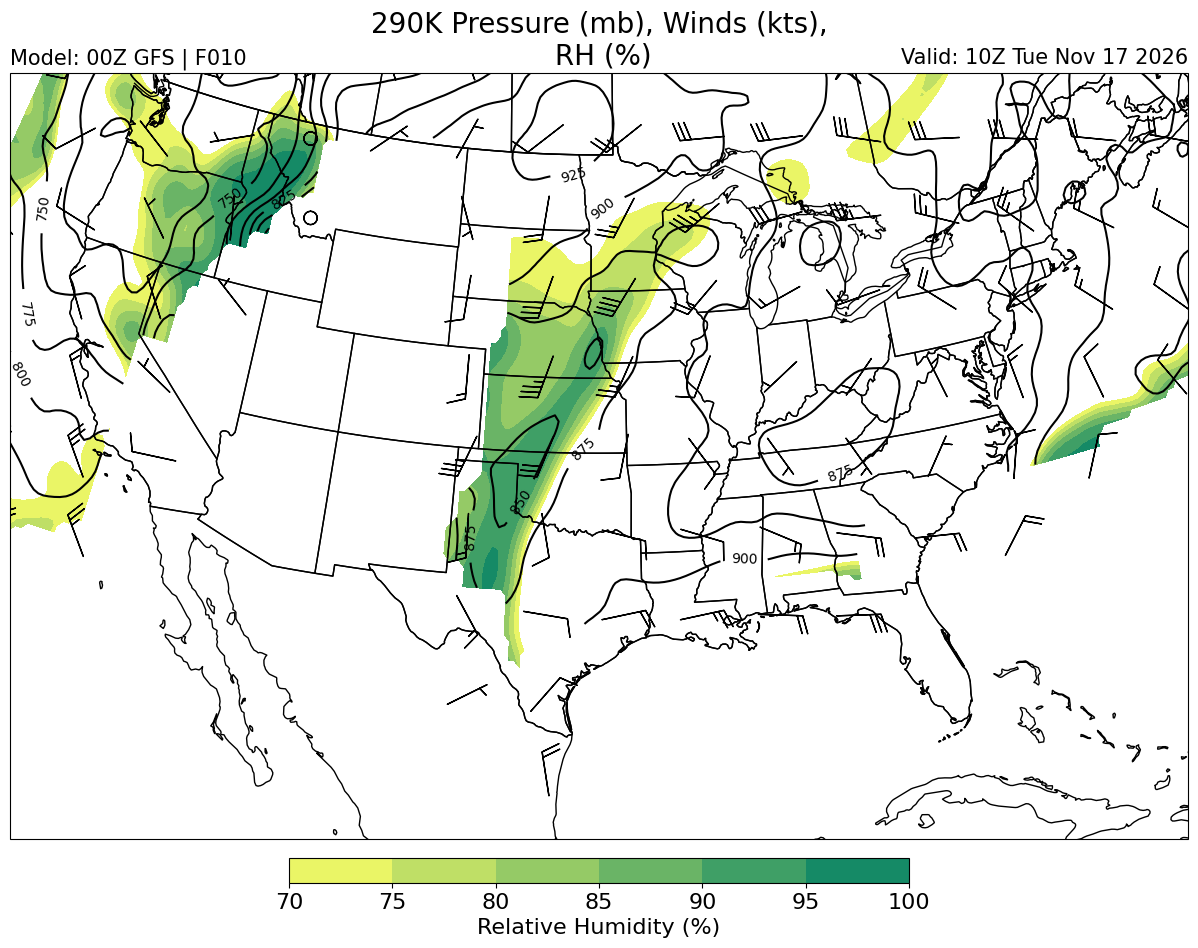 290K Pressure (mb), Winds (kts),
RH (%)
Model: 00Z GFS | F010
Valid: 10Z Tue Nov 17 2026
925
900
750
825
750
775
800
875
850
875
875
900
70 75 80 85 90 95 100
Relative Humidity (%)